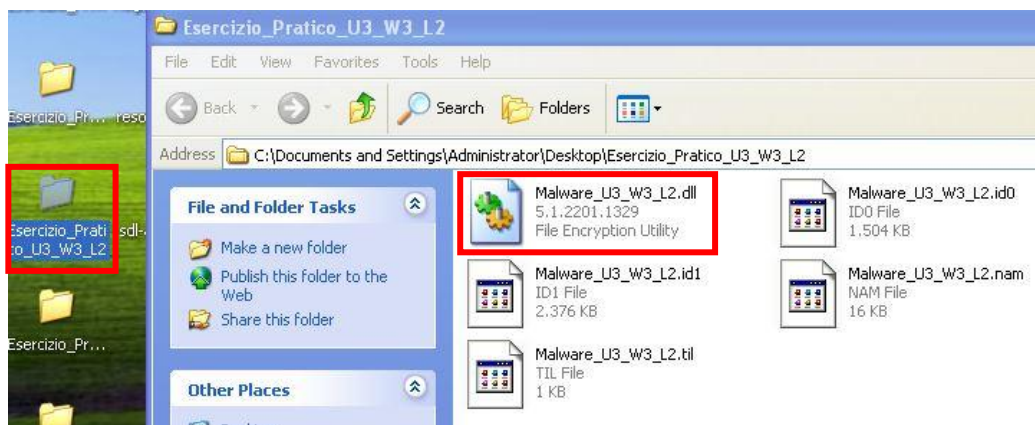 Esercizio_Pratico_U3_W3_L2
File Edit View Favorites Tools Help
Back Search Folders
Address C:\Documents and Settings\Administrator\Desktop\Esercizio_Pratico_U3_W3_L2
Esercizio_Pr... reso
Esercizio_Prati sdl-
co_U3_W3_L2
Esercizio_Pr...
File and Folder Tasks
Make a new folder
Publish this folder to the
Web
Share this folder
Other Places
Malware_U3_W3_L2.dll
5.1.2201.1329
File Encryption Utility
Malware_U3_W3_L2.id0
ID0 File
1.504 KB
Malware_U3_W3_L2.id1
ID1 File
2.376 KB
Malware_U3_W3_L2.nam
NAM File
16 KB
Malware_U3_W3_L2.til
TIL File
1 KB